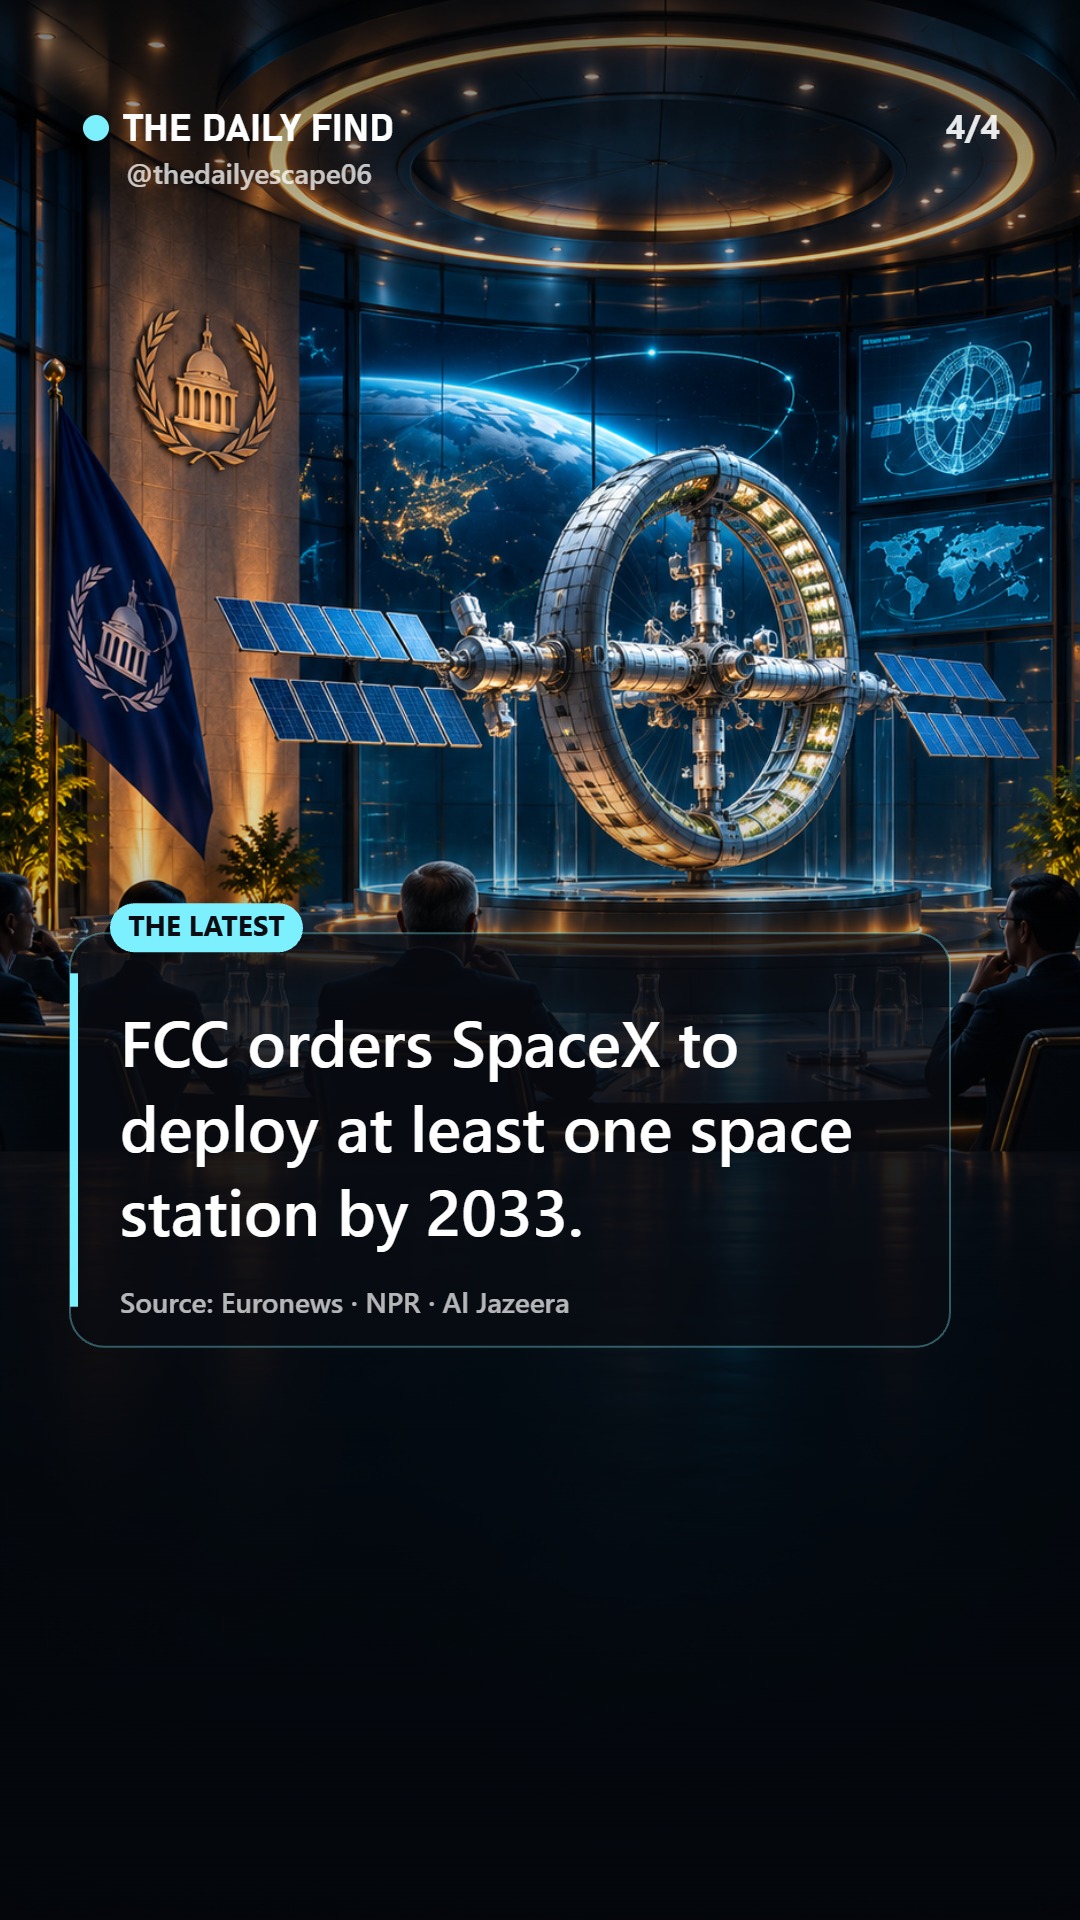 THE DAILY FIND
4/4
@thedailyescape06
THE LATEST
FCC orders SpaceX to
deploy at least one space
station by 2033.
Source: Euronews · NPR · Al Jazeera